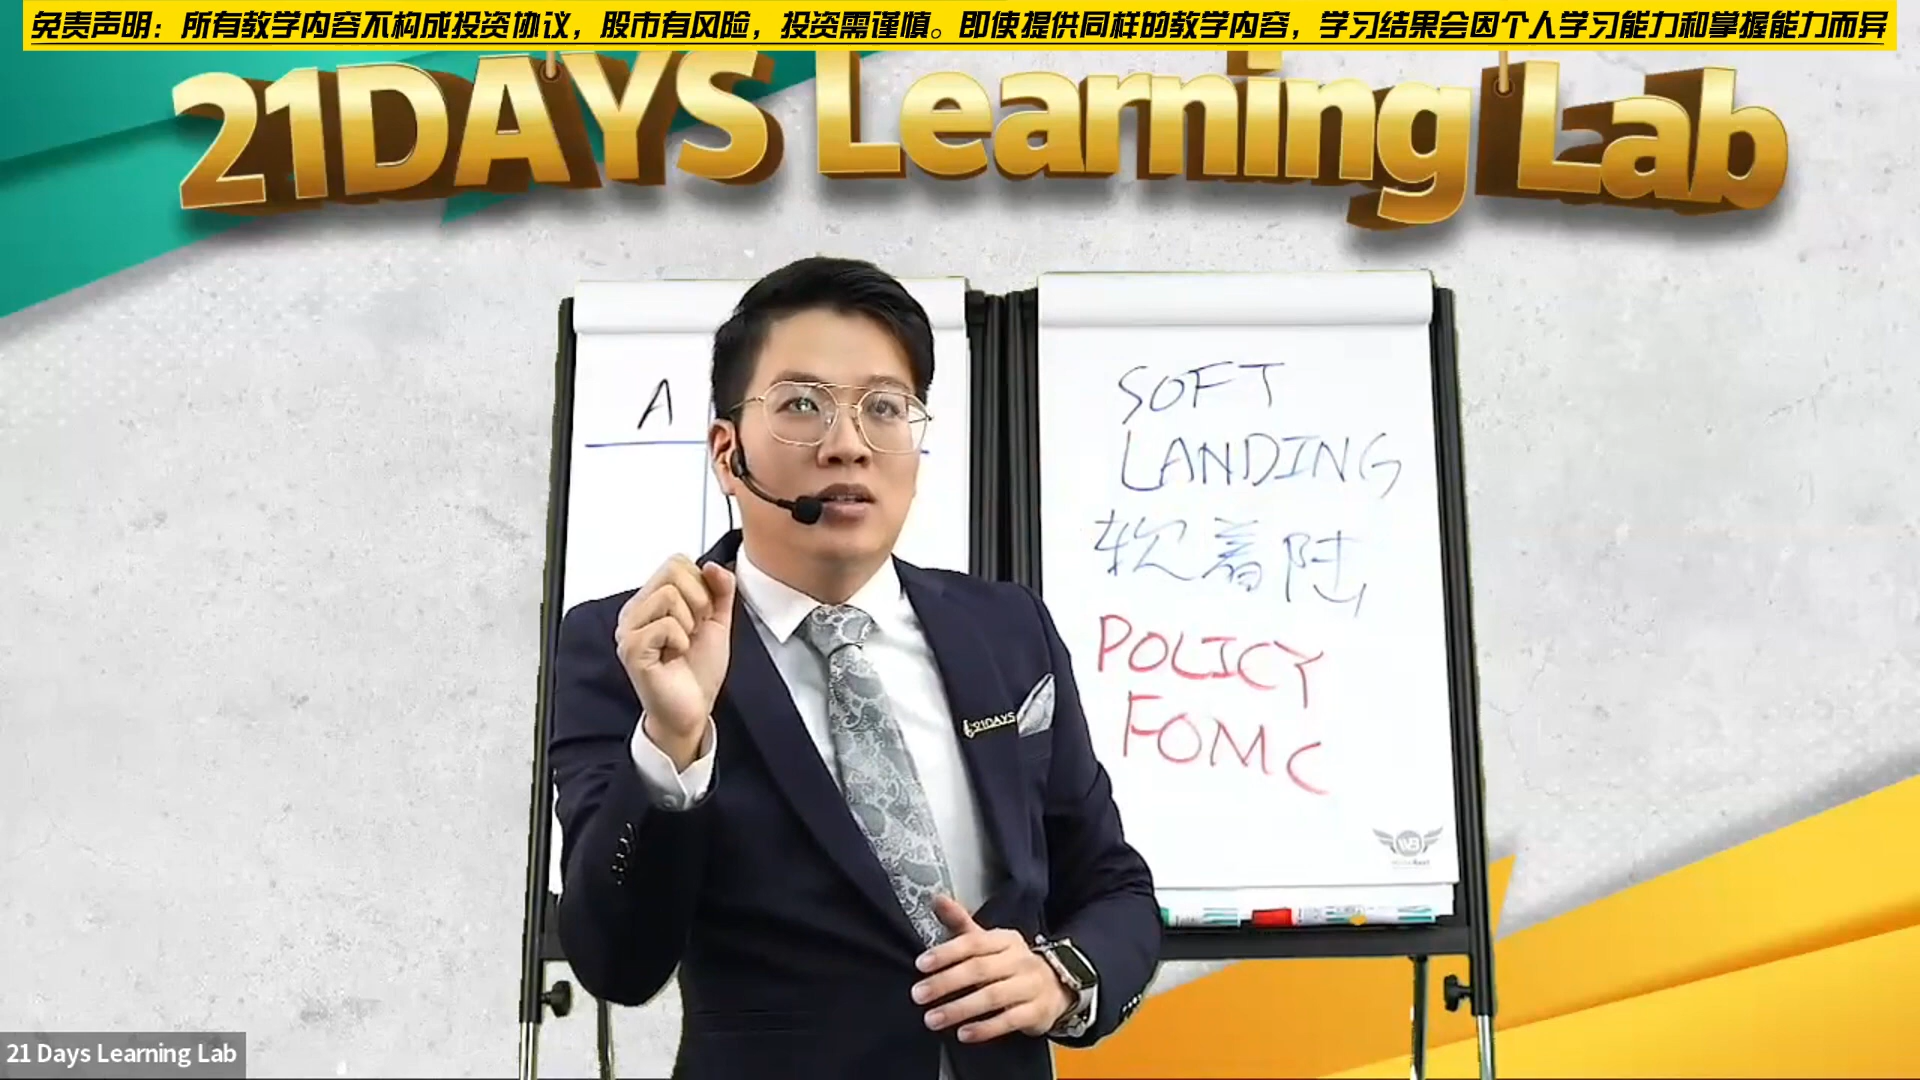 免责声明：所有教学内容不构成投资协议，股市有风险，投资需谨慎。即使提供同样的教学内容，学习结果会因个人学习能力和掌握能力而异
21DAYS Learning Lab
A
SOFT
LANDING
软着陆
POLICY
FOMC
21DAYS
WB
21 Days Learning Lab